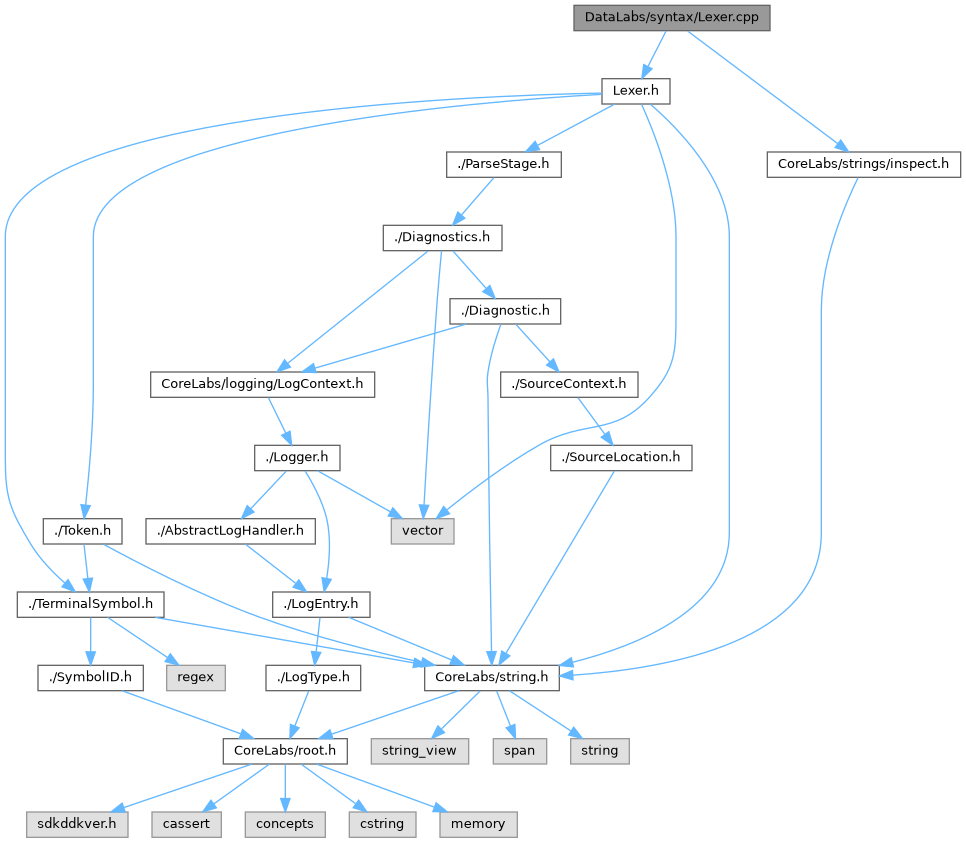 DataLabs/syntax/Lexer.cpp
Lexer.h
./ParseStage.h
CoreLabs/strings/inspect.h
./Diagnostics.h
./Diagnostic.h
CoreLabs/logging/LogContext.h
./SourceContext.h
./Logger.h
./SourceLocation.h
./Token.h
./AbstractLogHandler.h
vector
./TerminalSymbol.h
./LogEntry.h
./SymbolID.h
regex
./LogType.h
CoreLabs/string.h
CoreLabs/root.h
string_view
span
string
sdkddkver.h
cassert
concepts
cstring
memory